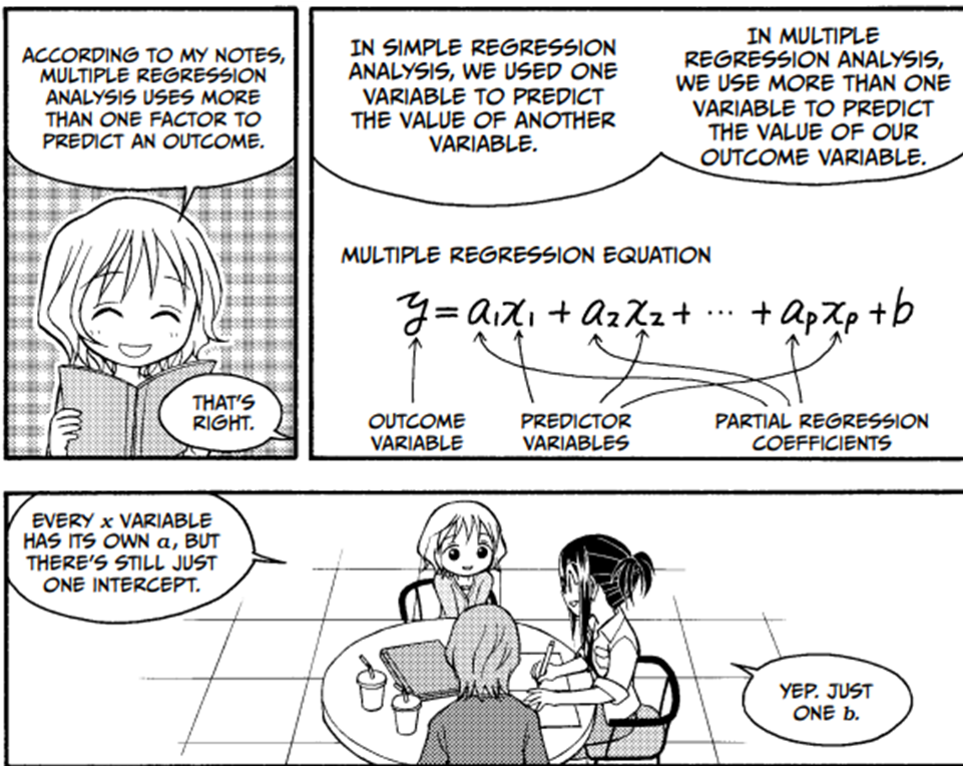 ACCORDING TO MY NOTES,
MULTIPLE REGRESSION
ANALYSIS USES MORE
THAN ONE FACTOR TO
PREDICT AN OUTCOME.
THAT'S
RIGHT.
IN SIMPLE REGRESSION
ANALYSIS, WE USED ONE
VARIABLE TO PREDICT
THE VALUE OF ANOTHER
VARIABLE.
IN MULTIPLE
REGRESSION ANALYSIS,
WE USE MORE THAN ONE
VARIABLE TO PREDICT
THE VALUE OF OUR
OUTCOME VARIABLE.
MULTIPLE REGRESSION EQUATION
y = a₁x₁ + a₂x₂ + ··· + aₚxₚ + b
OUTCOME
VARIABLE
PREDICTOR
VARIABLES
PARTIAL REGRESSION
COEFFICIENTS
EVERY x VARIABLE
HAS ITS OWN a, BUT
THERE'S STILL JUST
ONE INTERCEPT.
YEP. JUST
ONE b.